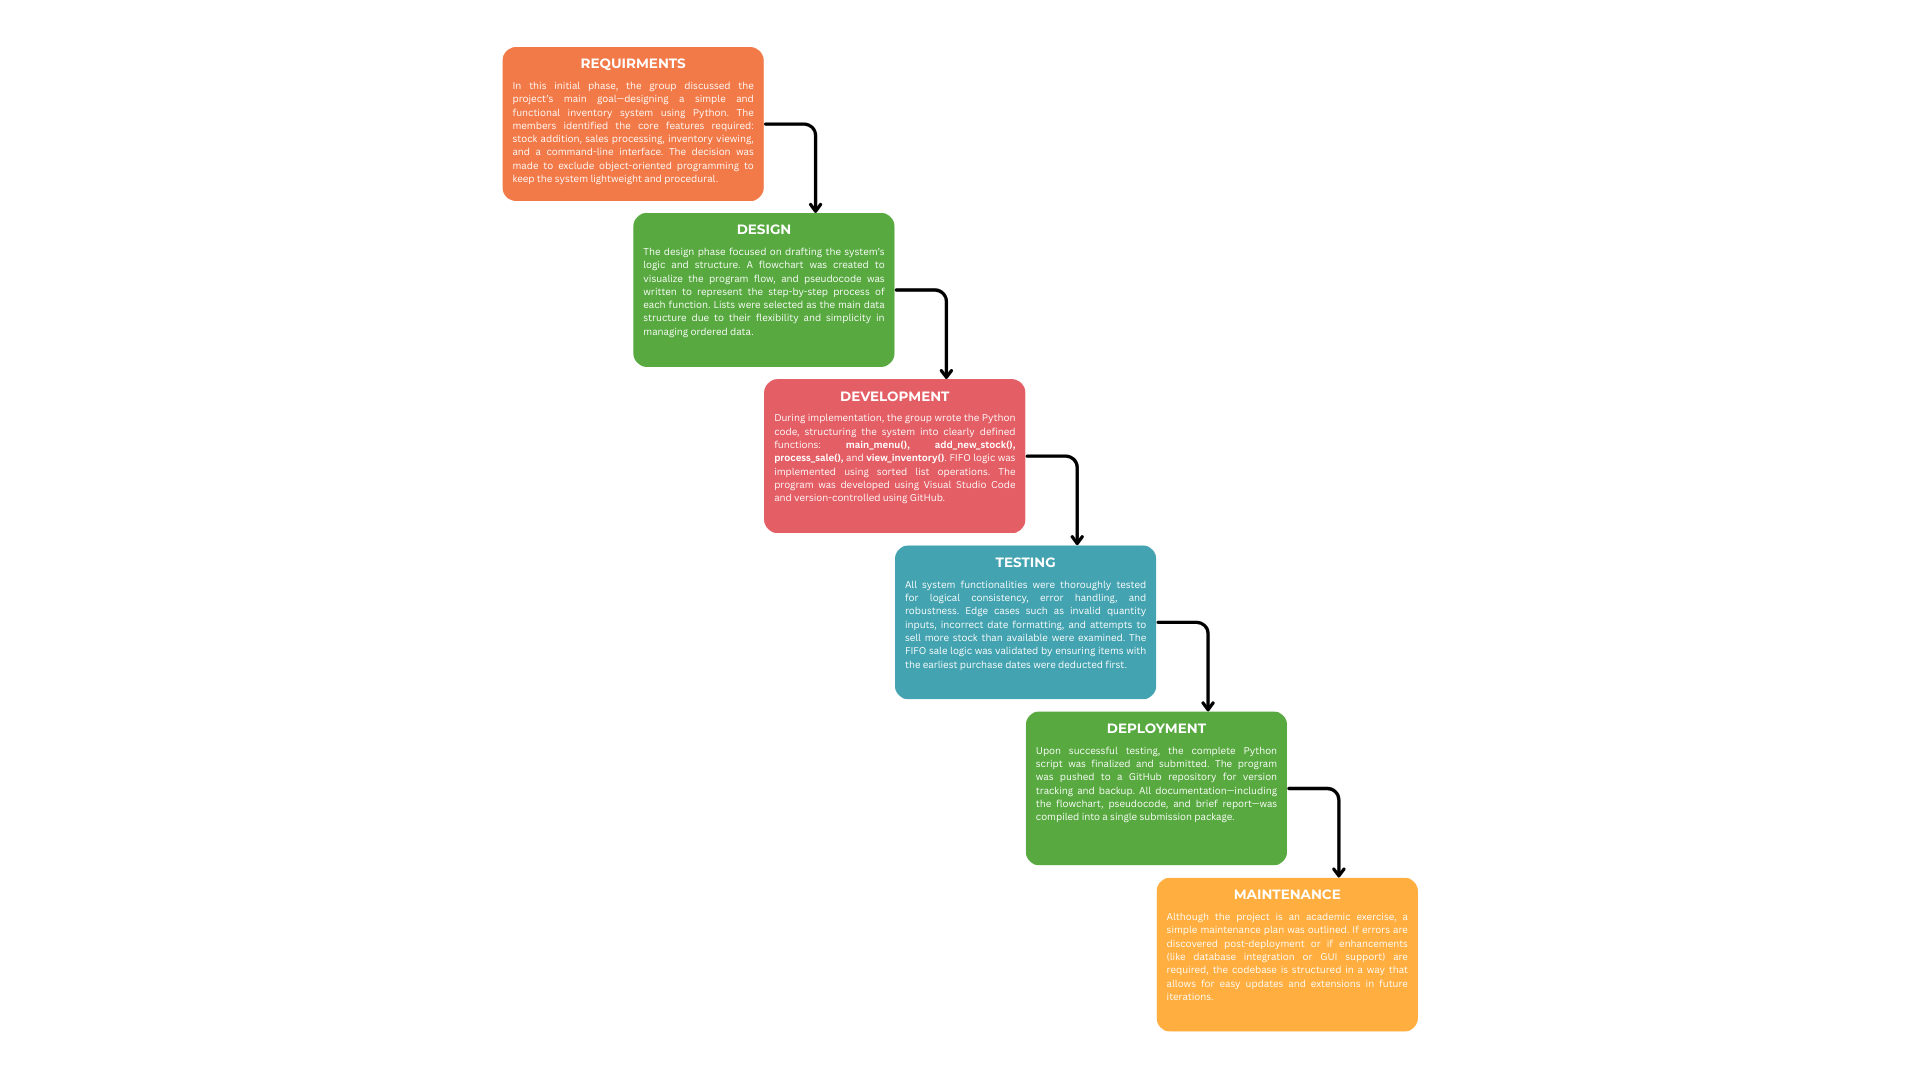 REQUIRMENTS
In this initial phase, the group discussed the
project's main goal—designing a simple and
functional inventory system using Python. The
members identified the core features required:
stock addition, sales processing, inventory viewing,
and a command-line interface. The decision was
made to exclude object-oriented programming to
keep the system lightweight and procedural.
DESIGN
The design phase focused on drafting the system's
logic and structure. A flowchart was created to
visualize the program flow, and pseudocode was
written to represent the step-by-step process of
each function. Lists were selected as the main data
structure due to their flexibility and simplicity in
managing ordered data.
DEVELOPMENT
During implementation, the group wrote the Python
code, structuring the system into clearly defined
functions: main_menu(), add_new_stock(),
process_sale(), and view_inventory(). FIFO logic was
implemented using sorted list operations. The
program was developed using Visual Studio Code
and version-controlled using GitHub.
TESTING
All system functionalities were thoroughly tested
for logical consistency, error handling, and
robustness. Edge cases such as invalid quantity
inputs, incorrect date formatting, and attempts to
sell more stock than available were examined. The
FIFO sale logic was validated by ensuring items with
the earliest purchase dates were deducted first.
DEPLOYMENT
Upon successful testing, the complete Python
script was finalized and submitted. The program
was pushed to a GitHub repository for version
tracking and backup. All documentation—including
the flowchart, pseudocode, and brief report—was
compiled into a single submission package.
MAINTENANCE
Although the project is an academic exercise, a
simple maintenance plan was outlined. If errors are
discovered post-deployment or if enhancements
(like database integration or GUI support) are
required, the codebase is structured in a way that
allows for easy updates and extensions in future
iterations.